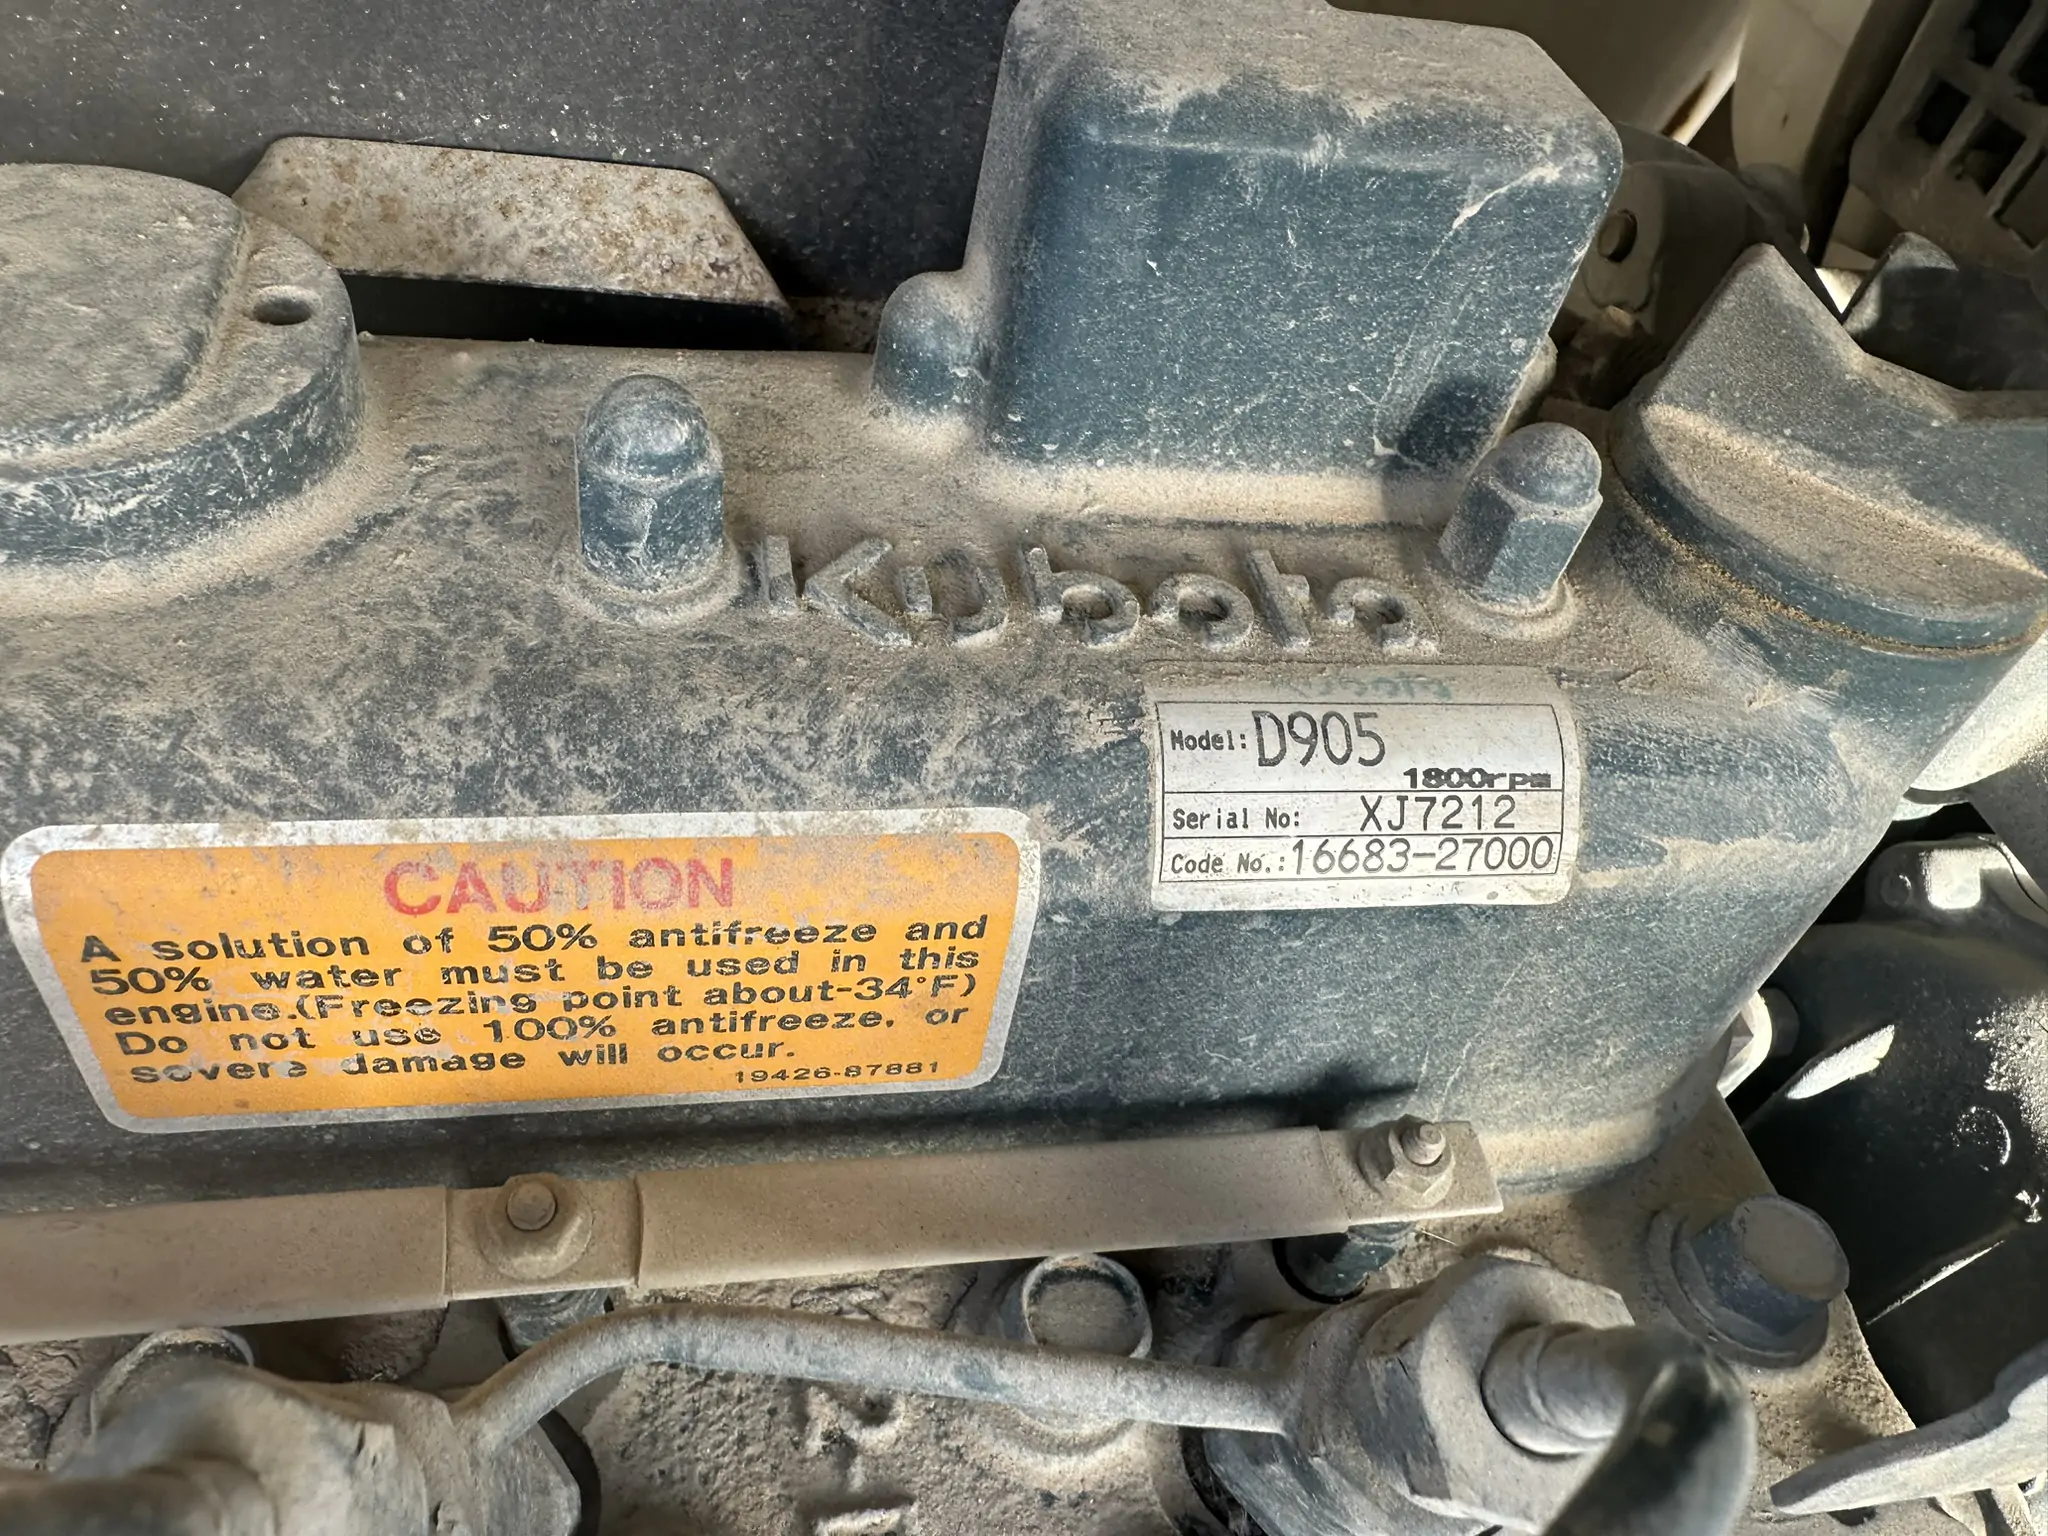 Kubota
Model: D905
1800rpm
Serial No: XJ7212
Code No.: 16683-27000
CAUTION
A solution of 50% antifreeze and
50% water must be used in this
engine.(Freezing point about-34°F)
Do not use 100% antifreeze, or
severe damage will occur.
19426-87881